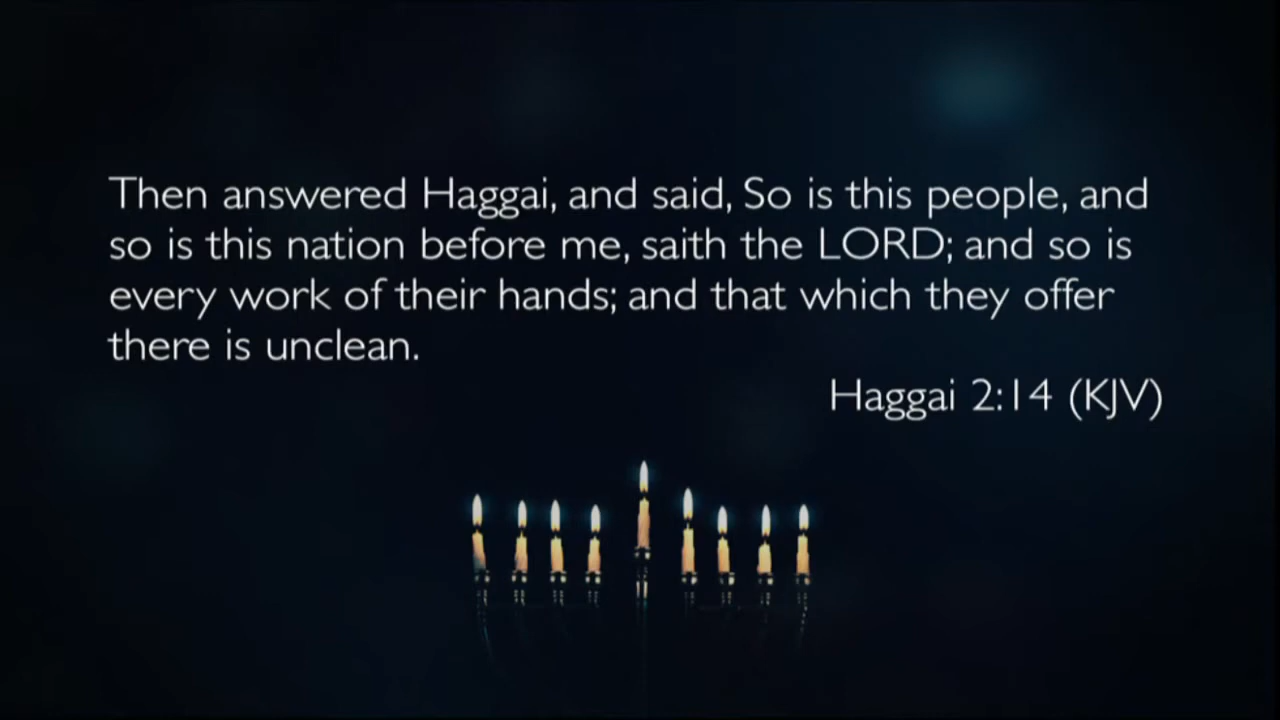 Then answered Haggai, and said, So is this people, and
so is this nation before me, saith the LORD; and so is
every work of their hands; and that which they offer
there is unclean.
Haggai 2:14 (KJV)